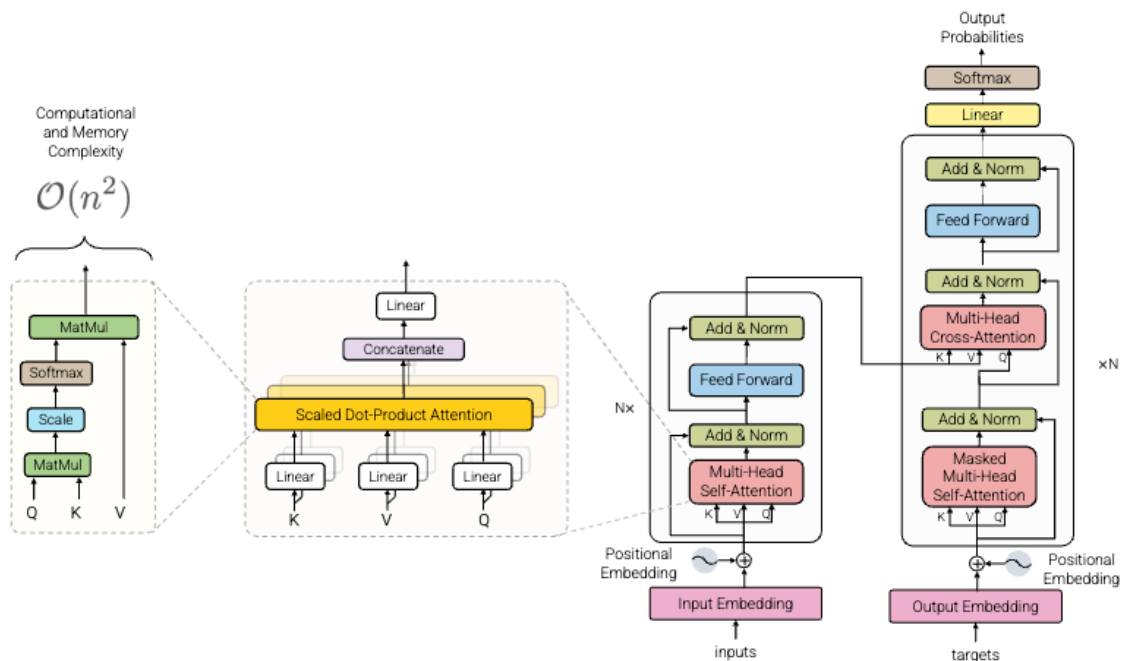 Computational
and Memory
Complexity
O(n²)
MatMul
Softmax
Scale
MatMul
Q K V
Linear
Concatenate
Scaled Dot-Product Attention
Linear Linear Linear
K V Q
Add & Norm
Feed Forward
N×
Add & Norm
Multi-Head
Self-Attention
K V Q
Positional
Embedding
Input Embedding
inputs
Output
Probabilities
Softmax
Linear
Add & Norm
Feed Forward
Add & Norm
Multi-Head
Cross-Attention
K V Q
×N
Add & Norm
Masked
Multi-Head
Self-Attention
K V Q
Positional
Embedding
Output Embedding
targets